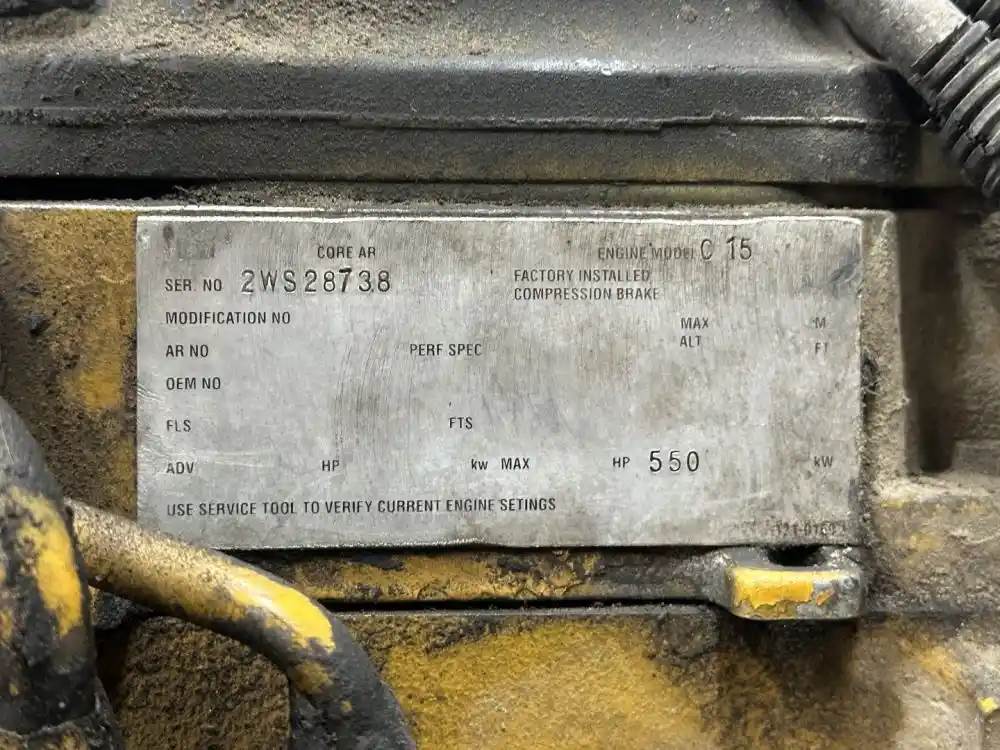 CORE AR
ENGINE MODEL C 15
SER. NO 2WS28738
FACTORY INSTALLED
COMPRESSION BRAKE
MODIFICATION NO
MAX M
ALT FT
AR NO PERF SPEC
OEM NO
FLS FTS
ADV HP kw MAX HP 550 kW
USE SERVICE TOOL TO VERIFY CURRENT ENGINE SETINGS